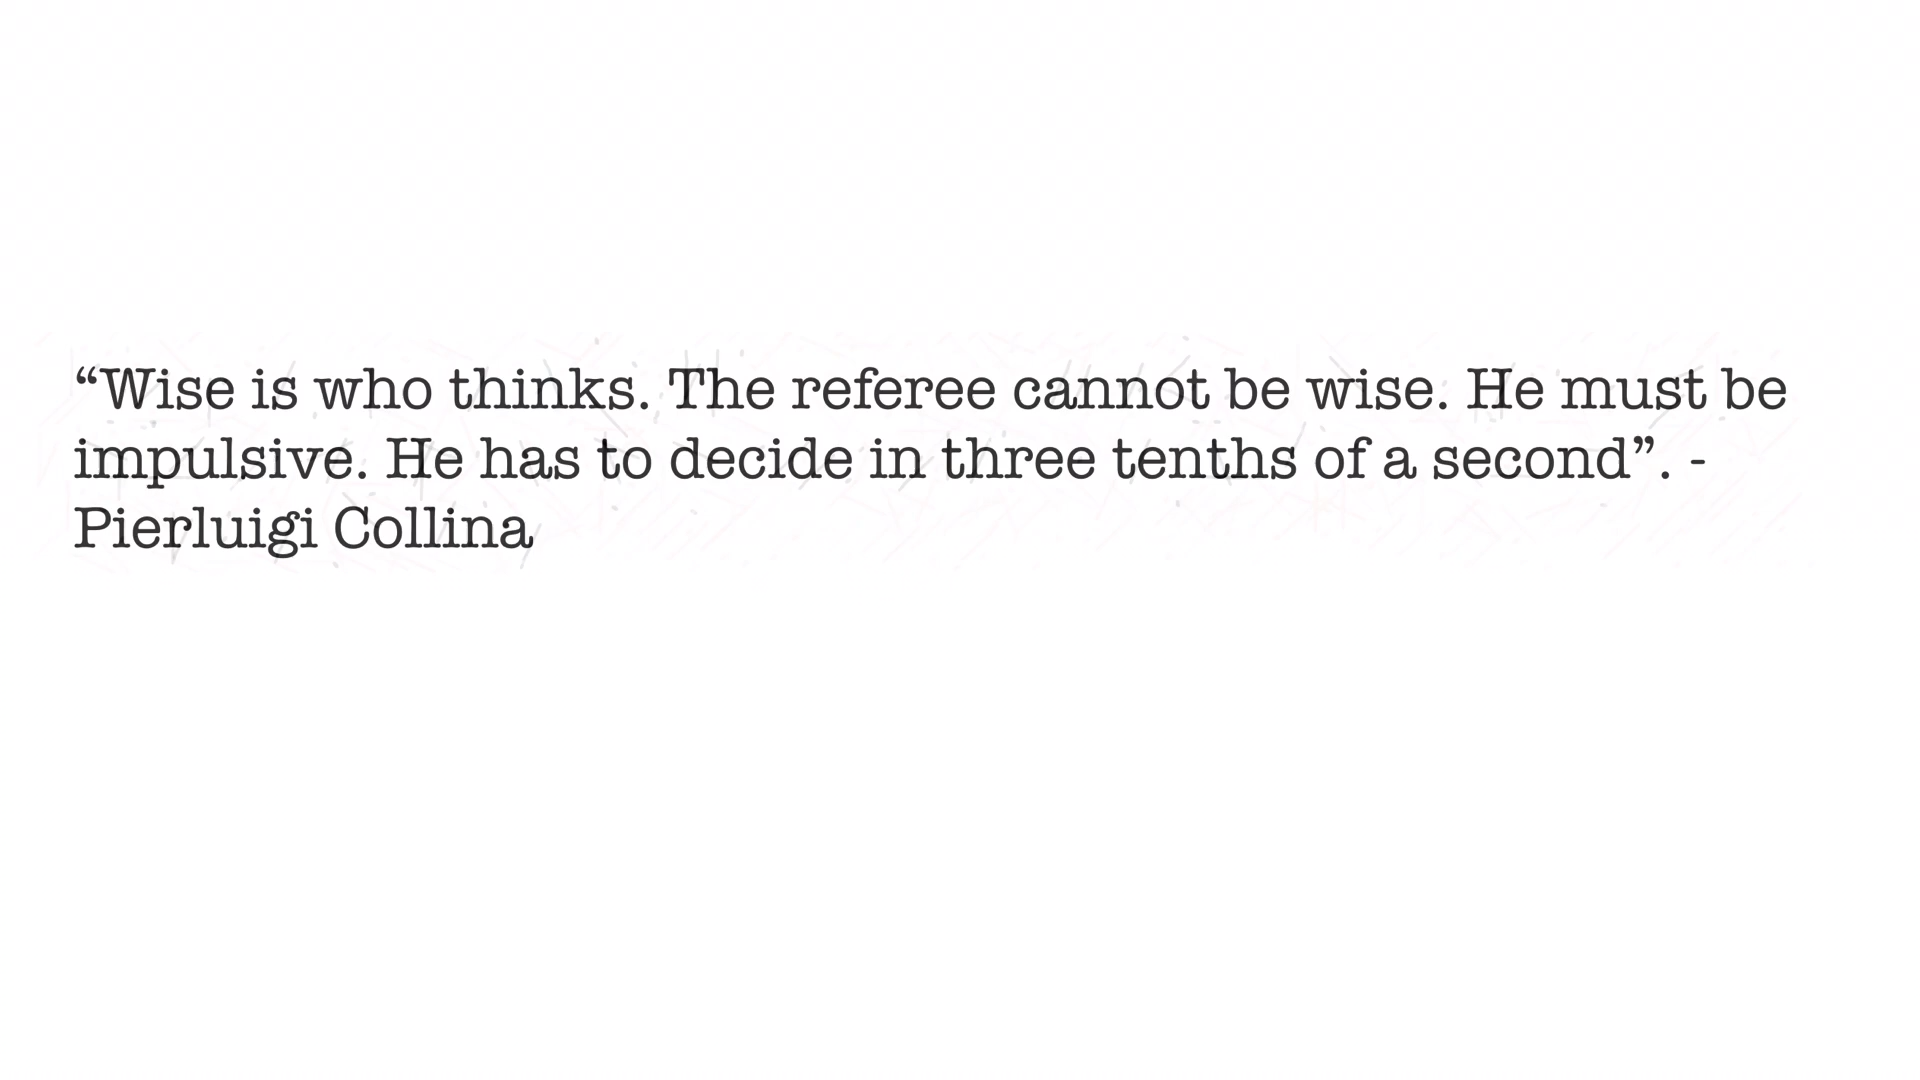 “Wise is who thinks. The referee cannot be wise. He must be
impulsive. He has to decide in three tenths of a second”. -
Pierluigi Collina